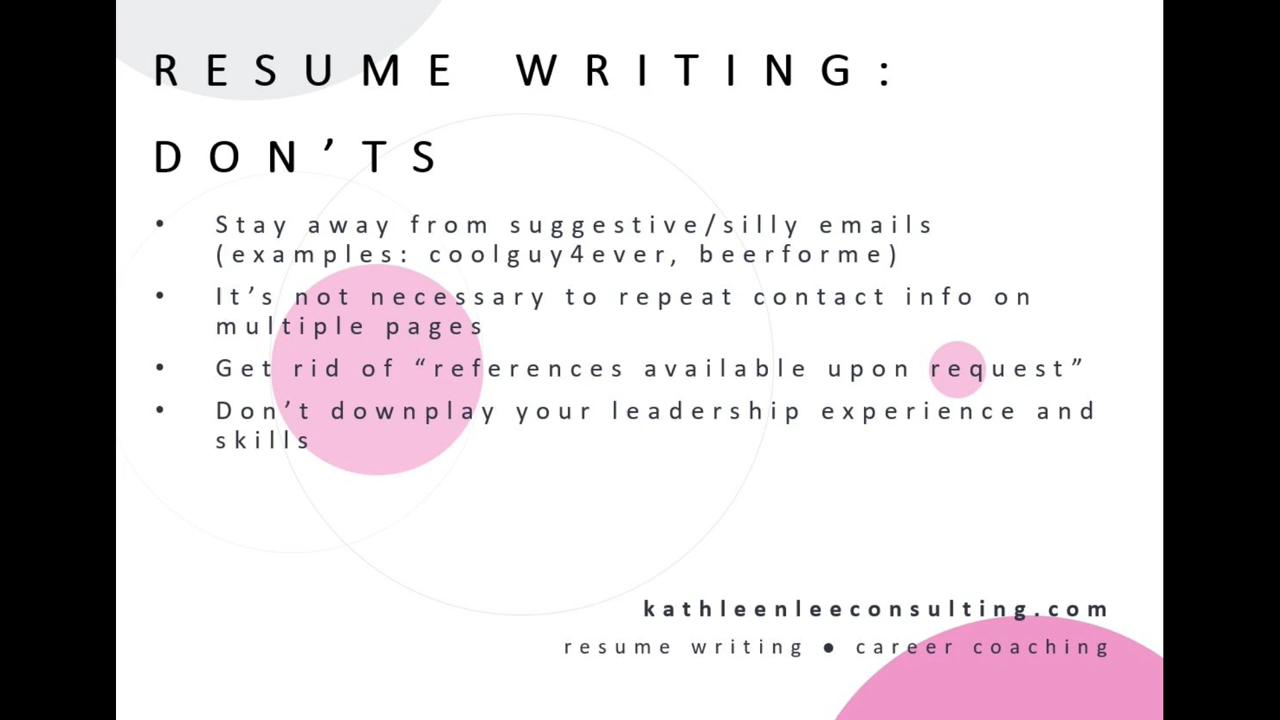 RESUME WRITING:
DON’TS
• Stay away from suggestive/silly emails
(examples: coolguy4ever, beerforme)
• It’s not necessary to repeat contact info on
multiple pages
• Get rid of “references available upon request”
• Don’t downplay your leadership experience and
skills
kathleenleeconsulting.com
resume writing ● career coaching